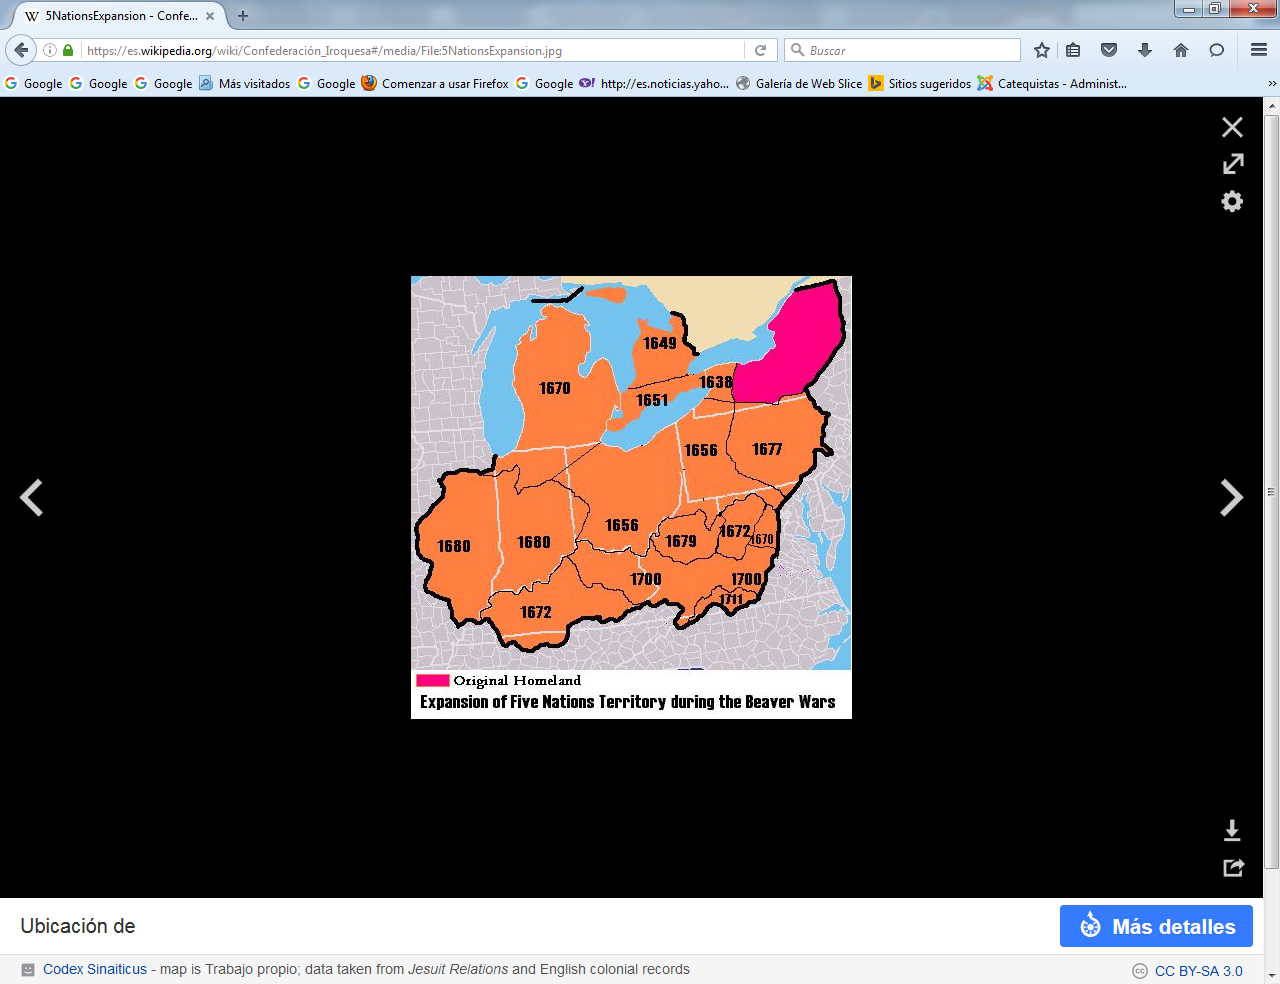 5NationsExpansion - Confe...
https://es.wikipedia.org/wiki/Confederación_Iroquesa#/media/File:5NationsExpansion.jpg
Buscar
Google Google Google Más visitados Google Comenzar a usar Firefox Google http://es.noticias.yaho... Galería de Web Slice Sitios sugeridos Catequistas - Administ...
1649
1638
1670
1651
1656
1677
1656
1672
1679
1670
1680
1680
1700
1700
1711
1672
Original Homeland
Expansion of Five Nations Territory during the Beaver Wars
Ubicación de
Más detalles
Codex Sinaiticus - map is Trabajo propio; data taken from Jesuit Relations and English colonial records
CC BY-SA 3.0